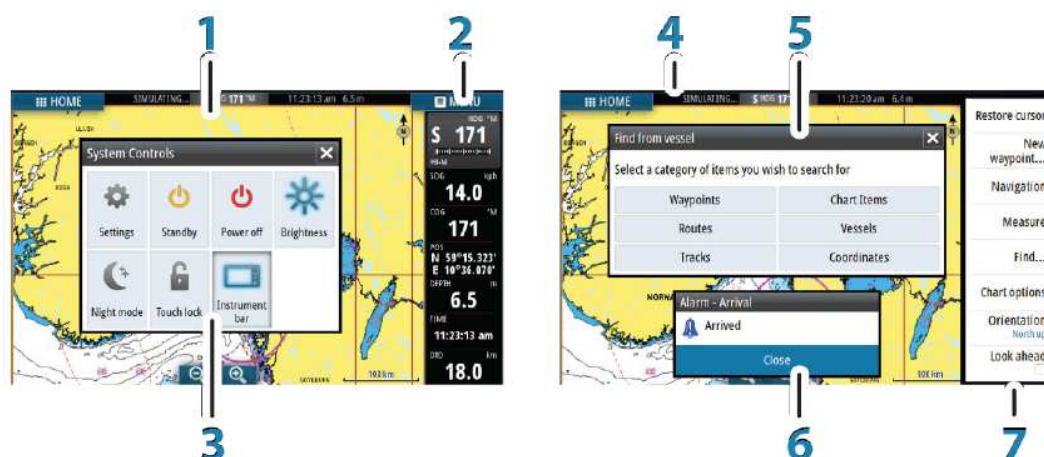 1
2
HOME
SIMULATING...
171 °M
11:23:13 am 6.5 m
MENU
System Controls
Settings
Standby
Power off
Brightness
Night mode
Touch lock
Instrument
bar
HDG °M
S 171
SOG kph
14.0
COG °M
171
POS
N 59°15.323'
E 10°36.070'
DEPTH m
6.5
TIME
11:23:13 am
km
18.0
3
4
5
HOME
SIMULATING...
11:23:20 am 6.4 m
Find from vessel
Select a category of items you wish to search for
Waypoints
Chart Items
Routes
Vessels
Tracks
Coordinates
Alarm - Arrival
Arrived
Close
Restore cursor
New
waypoint...
Navigation
Measure
Find...
Chart options
Orientation
North up
Look ahead
6
7